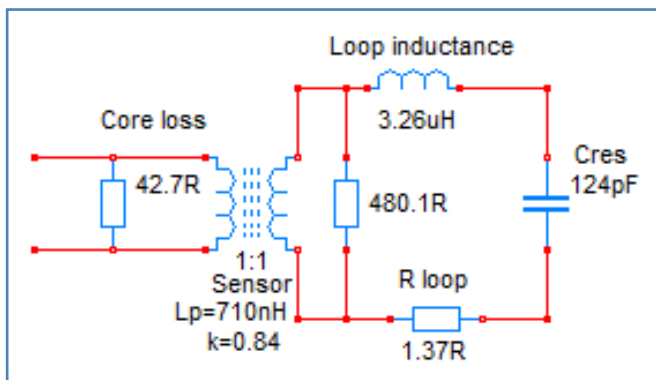 Loop inductance
3.26uH
Core loss
42.7R
480.1R
Cres
124pF
1:1
Sensor
Lp=710nH
k=0.84
R loop
1.37R